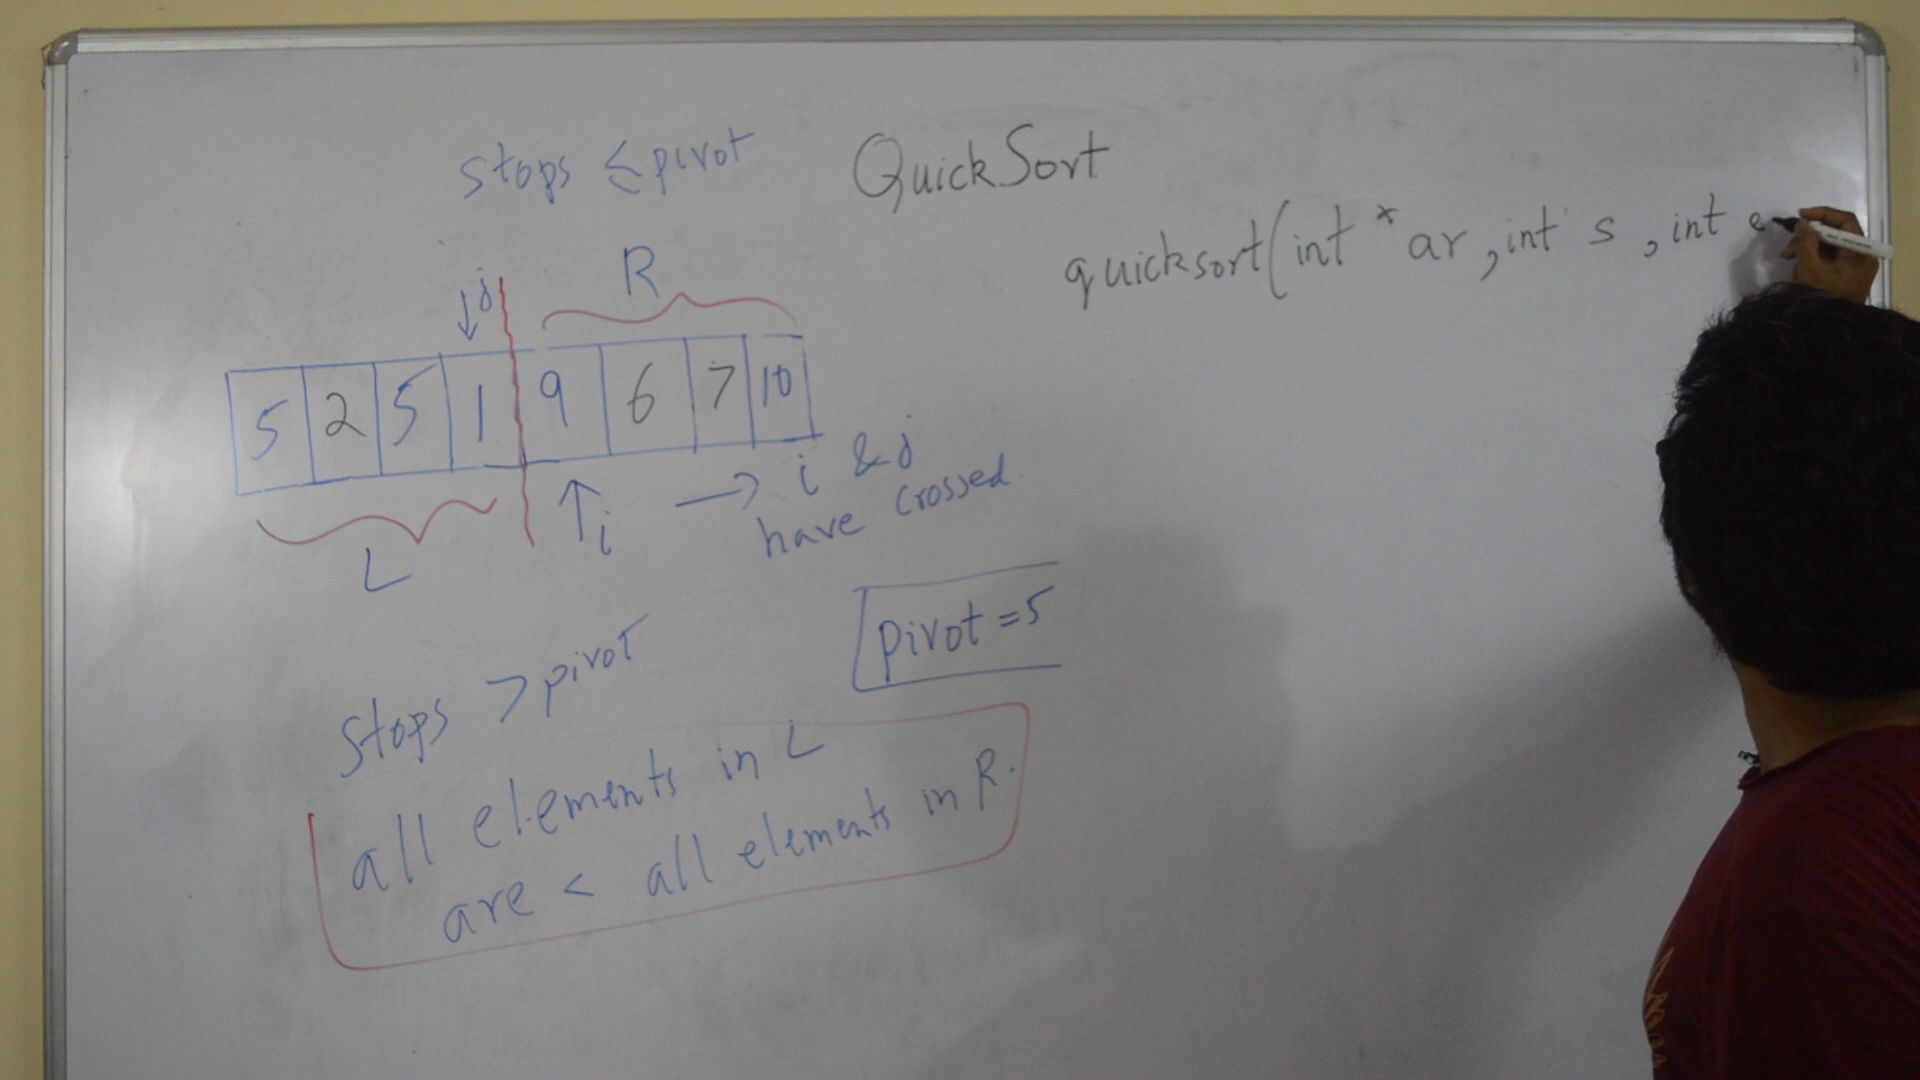 stops ≤ pivot
QuickSort
quicksort(int *ar, int s, int e
R
↓j
5 2 5 1 9 6 7 10
↑i → i & j
have crossed
L
pivot = 5
stops > pivot
all elements in L
are < all elements in R.